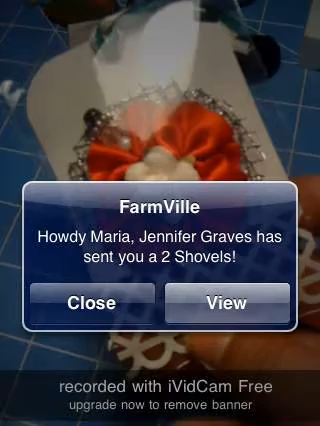 FarmVille
Howdy Maria, Jennifer Graves has
sent you a 2 Shovels!
Close
View
recorded with iVidCam Free
upgrade now to remove banner